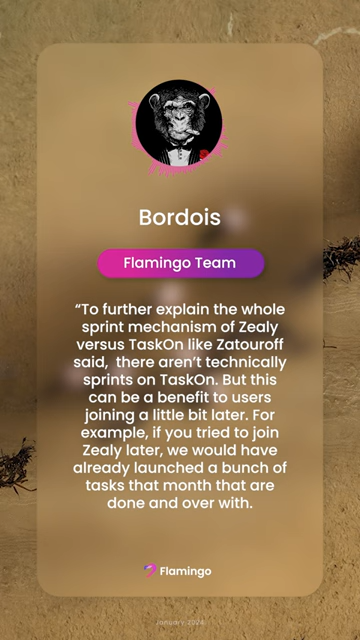 Bordois
Flamingo Team
“To further explain the whole
sprint mechanism of Zealy
versus TaskOn like Zatouroff
said,  there aren’t technically
sprints on TaskOn. But this
can be a benefit to users
joining a little bit later. For
example, if you tried to join
Zealy later, we would have
already launched a bunch of
tasks that month that are
done and over with.
Flamingo
January 2024